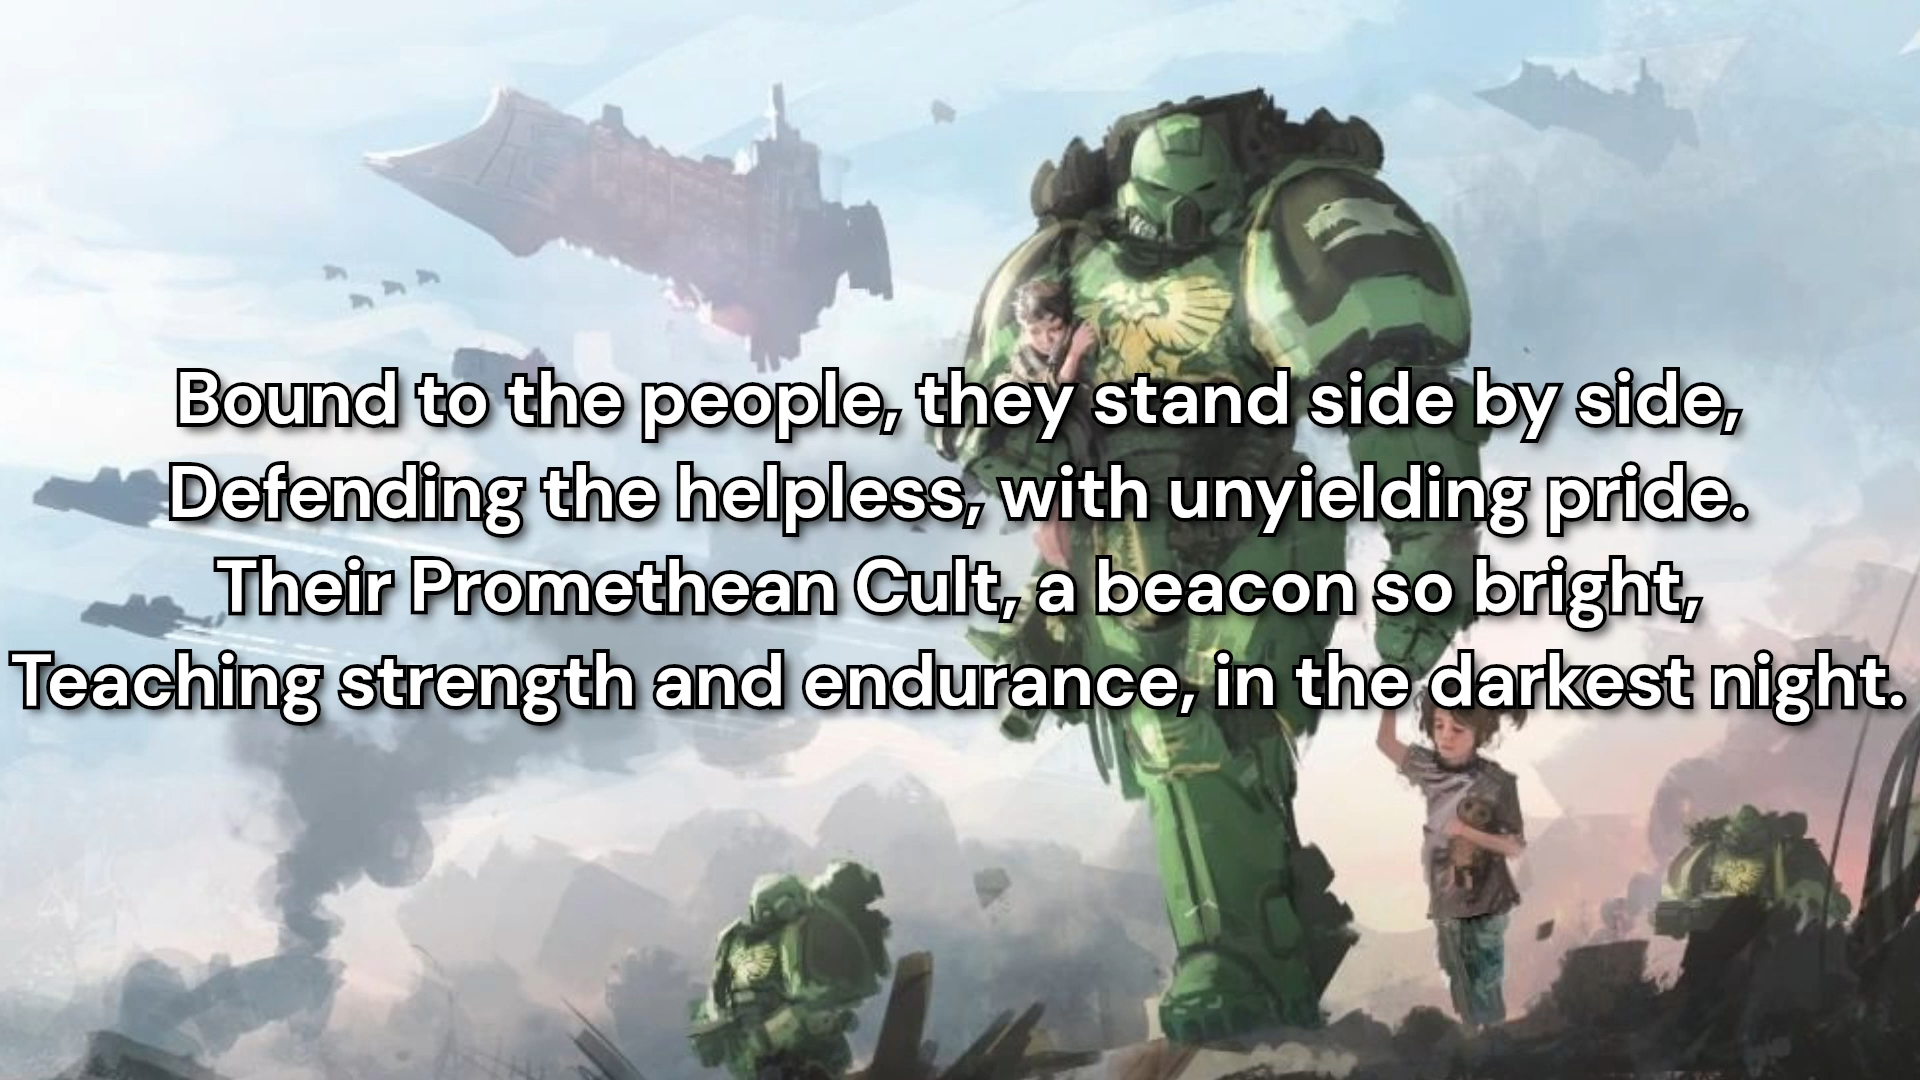 Bound to the people, they stand side by side,
Defending the helpless, with unyielding pride.
Their Promethean Cult, a beacon so bright,
Teaching strength and endurance, in the darkest night.